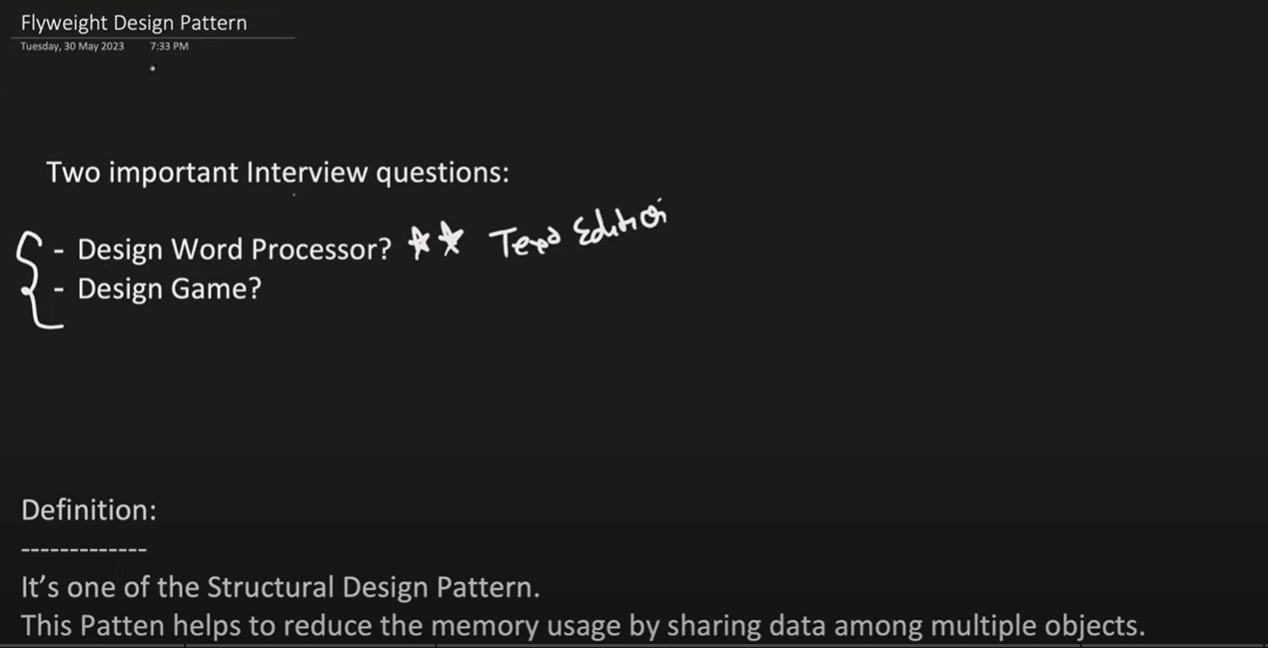 Flyweight Design Pattern
Tuesday, 30 May 2023 7:33 PM
Two important Interview questions:
- Design Word Processor? ★★ Text Edition
- Design Game?
Definition:
-------------
It's one of the Structural Design Pattern.
This Patten helps to reduce the memory usage by sharing data among multiple objects.